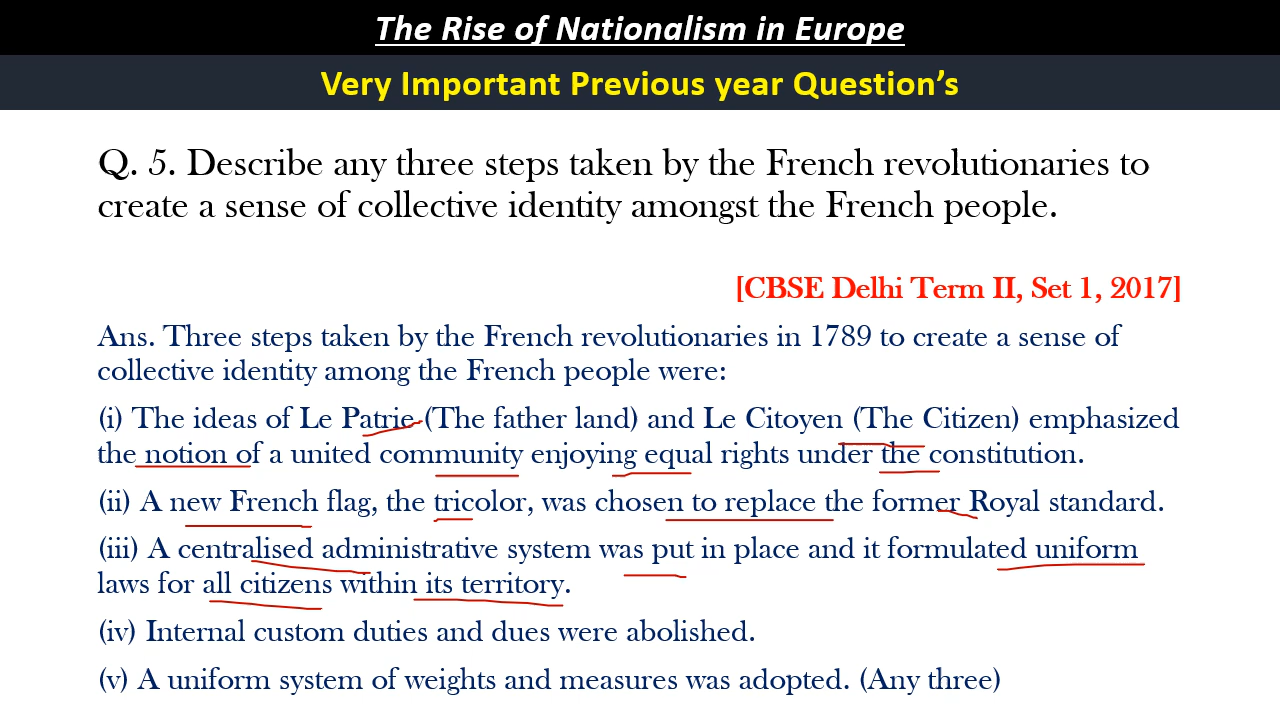 The Rise of Nationalism in Europe
Very Important Previous year Question’s
Q. 5. Describe any three steps taken by the French revolutionaries to
create a sense of collective identity amongst the French people.
[CBSE Delhi Term II, Set 1, 2017]
Ans. Three steps taken by the French revolutionaries in 1789 to create a sense of
collective identity among the French people were:
(i) The ideas of Le Patrie (The father land) and Le Citoyen (The Citizen) emphasized
the notion of a united community enjoying equal rights under the constitution.
(ii) A new French flag, the tricolor, was chosen to replace the former Royal standard.
(iii) A centralised administrative system was put in place and it formulated uniform
laws for all citizens within its territory.
(iv) Internal custom duties and dues were abolished.
(v) A uniform system of weights and measures was adopted. (Any three)